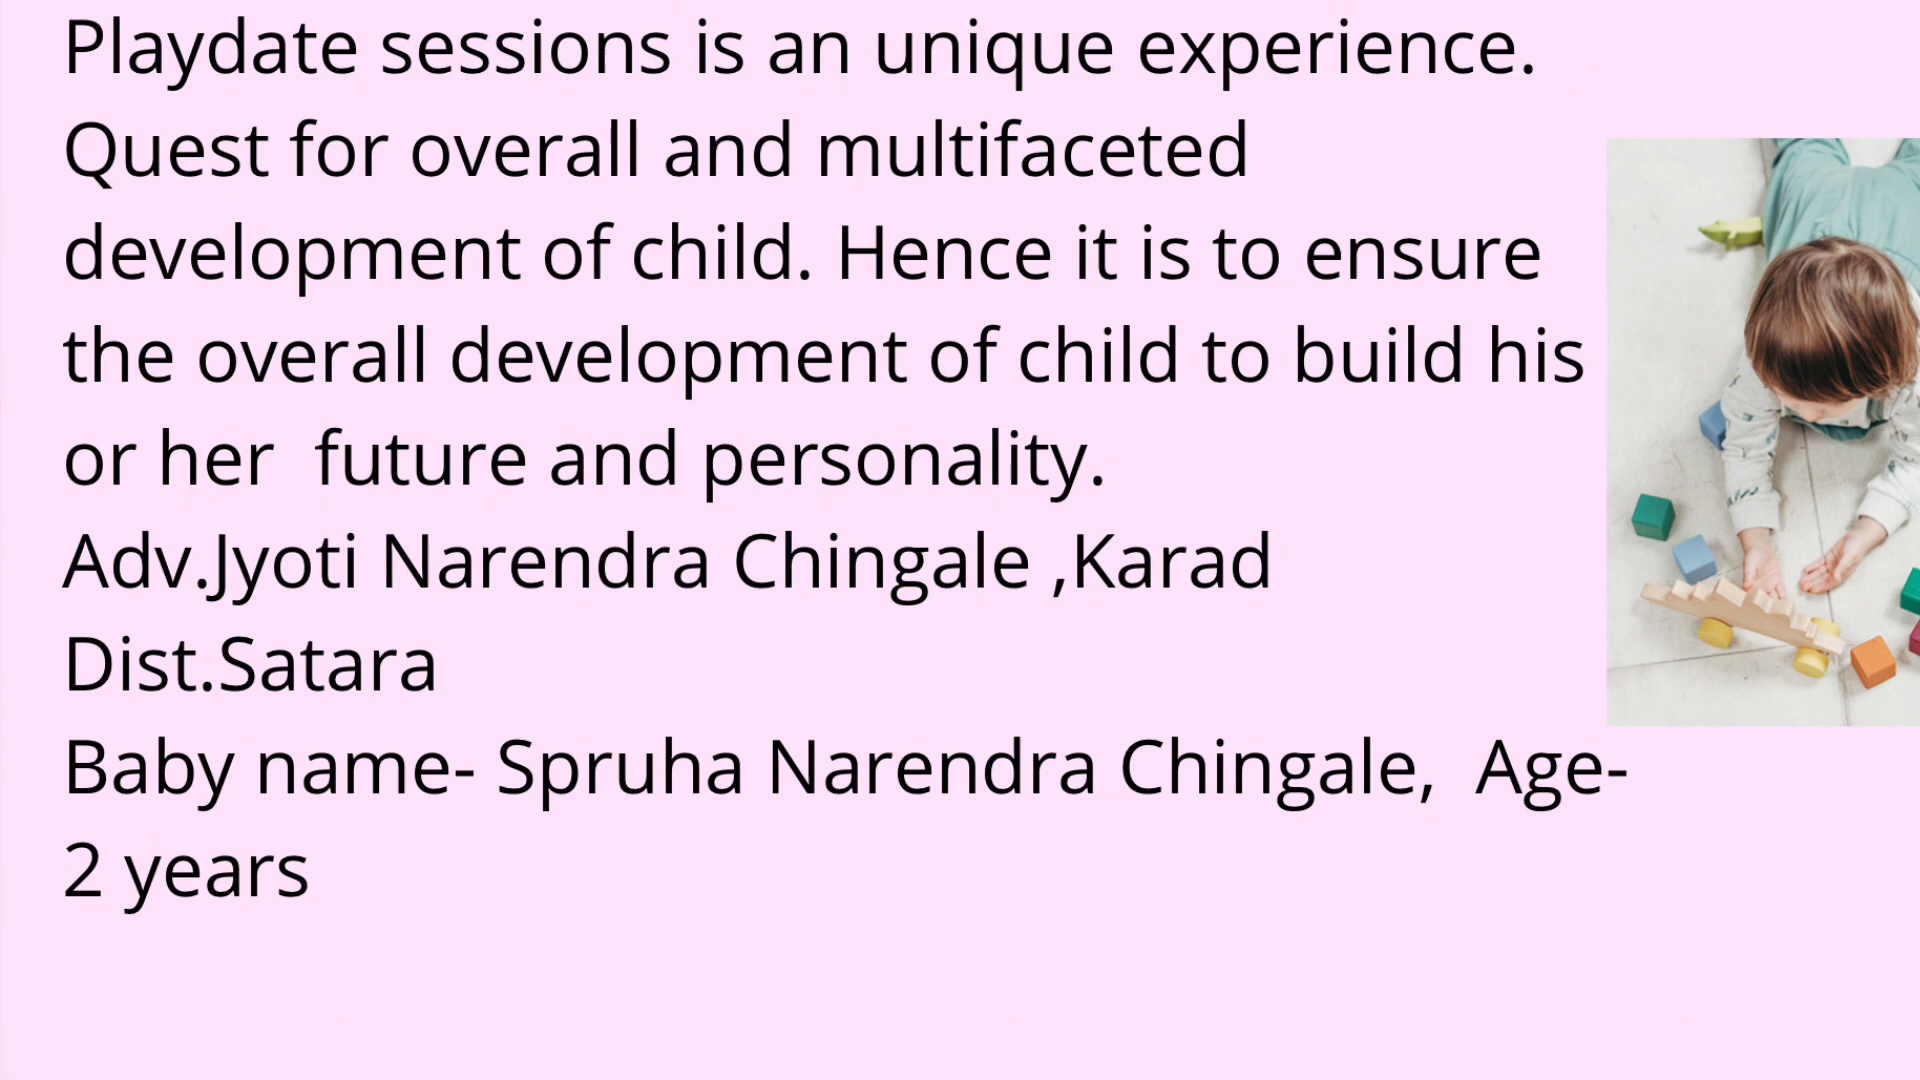 Playdate sessions is an unique experience.
Quest for overall and multifaceted
development of child. Hence it is to ensure
the overall development of child to build his
or her  future and personality.
Adv.Jyoti Narendra Chingale ,Karad
Dist.Satara
Baby name- Spruha Narendra Chingale,  Age-
2 years